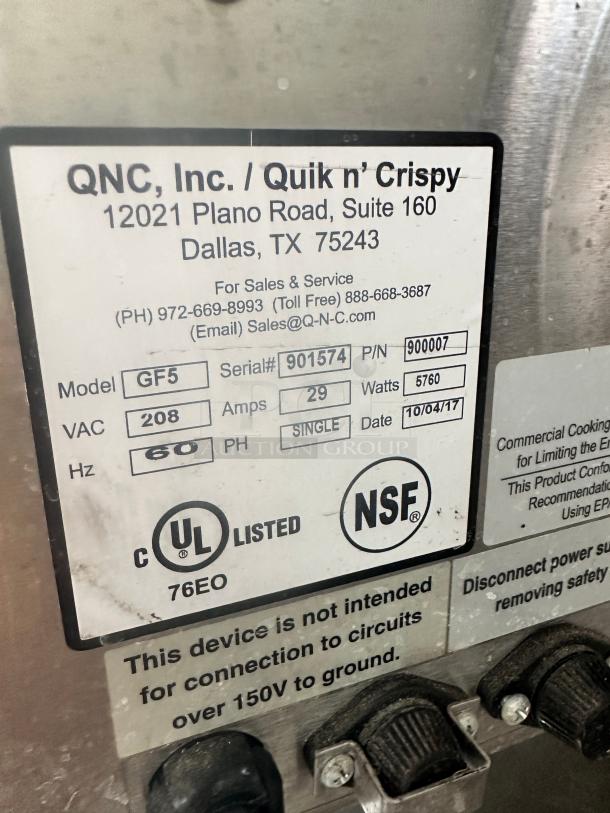 QNC, Inc. / Quik n' Crispy
12021 Plano Road, Suite 160
Dallas, TX 75243
For Sales & Service
(PH) 972-669-8993 (Toll Free) 888-668-3687
(Email) Sales@Q-N-C.com
Model GF5 Serial# 901574 P/N 900007
VAC 208 Amps 29 Watts 5760
Hz 60 PH SINGLE Date 10/04/17
AUCTION GROUP
C UL ® LISTED
76EO
NSF®
Commercial Cooking
for Limiting the
This Product
Using
Disconnect power
removing safety
This device is not intended
for connection to circuits
over 150V to ground.